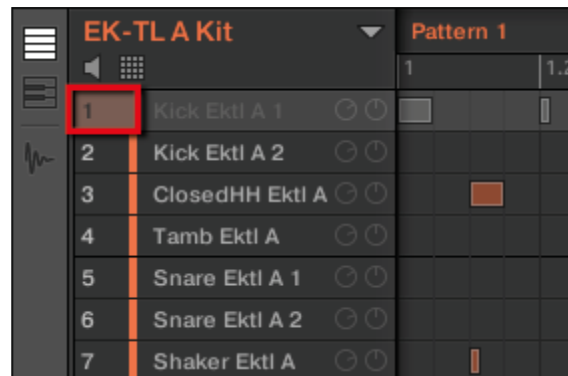 EK-TL A Kit
Pattern 1
1
1.2
1 Kick Ektl A 1
2 Kick Ektl A 2
3 ClosedHH Ektl A
4 Tamb Ektl A
5 Snare Ektl A 1
6 Snare Ektl A 2
7 Shaker Ektl A